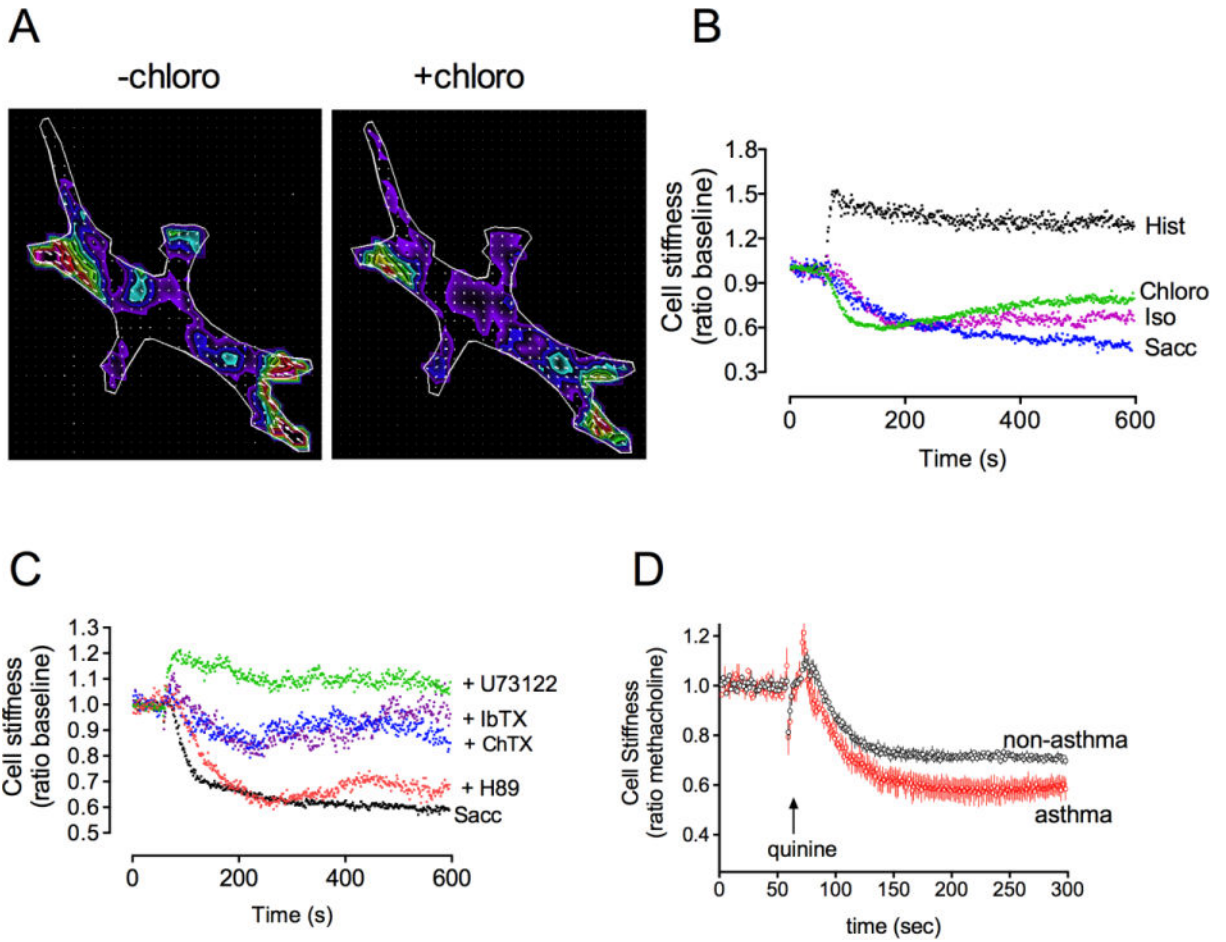 A
-chloro
+chloro
B
Cell stiffness
(ratio baseline)
1.8
1.5
1.2
0.9
0.6
0.3
Hist
Chloro
Iso
Sacc
0 200 400 600
Time (s)
C
Cell stiffness
(ratio baseline)
1.3
1.2
1.1
1.0
0.9
0.8
0.7
0.6
0.5
+ U73122
+ IbTX
+ ChTX
+ H89
Sacc
0 200 400 600
Time (s)
D
Cell Stiffness
(ratio methacholine)
1.2
1.0
0.8
0.6
0.4
non-asthma
asthma
quinine
0 50 100 150 200 250 300
time (sec)